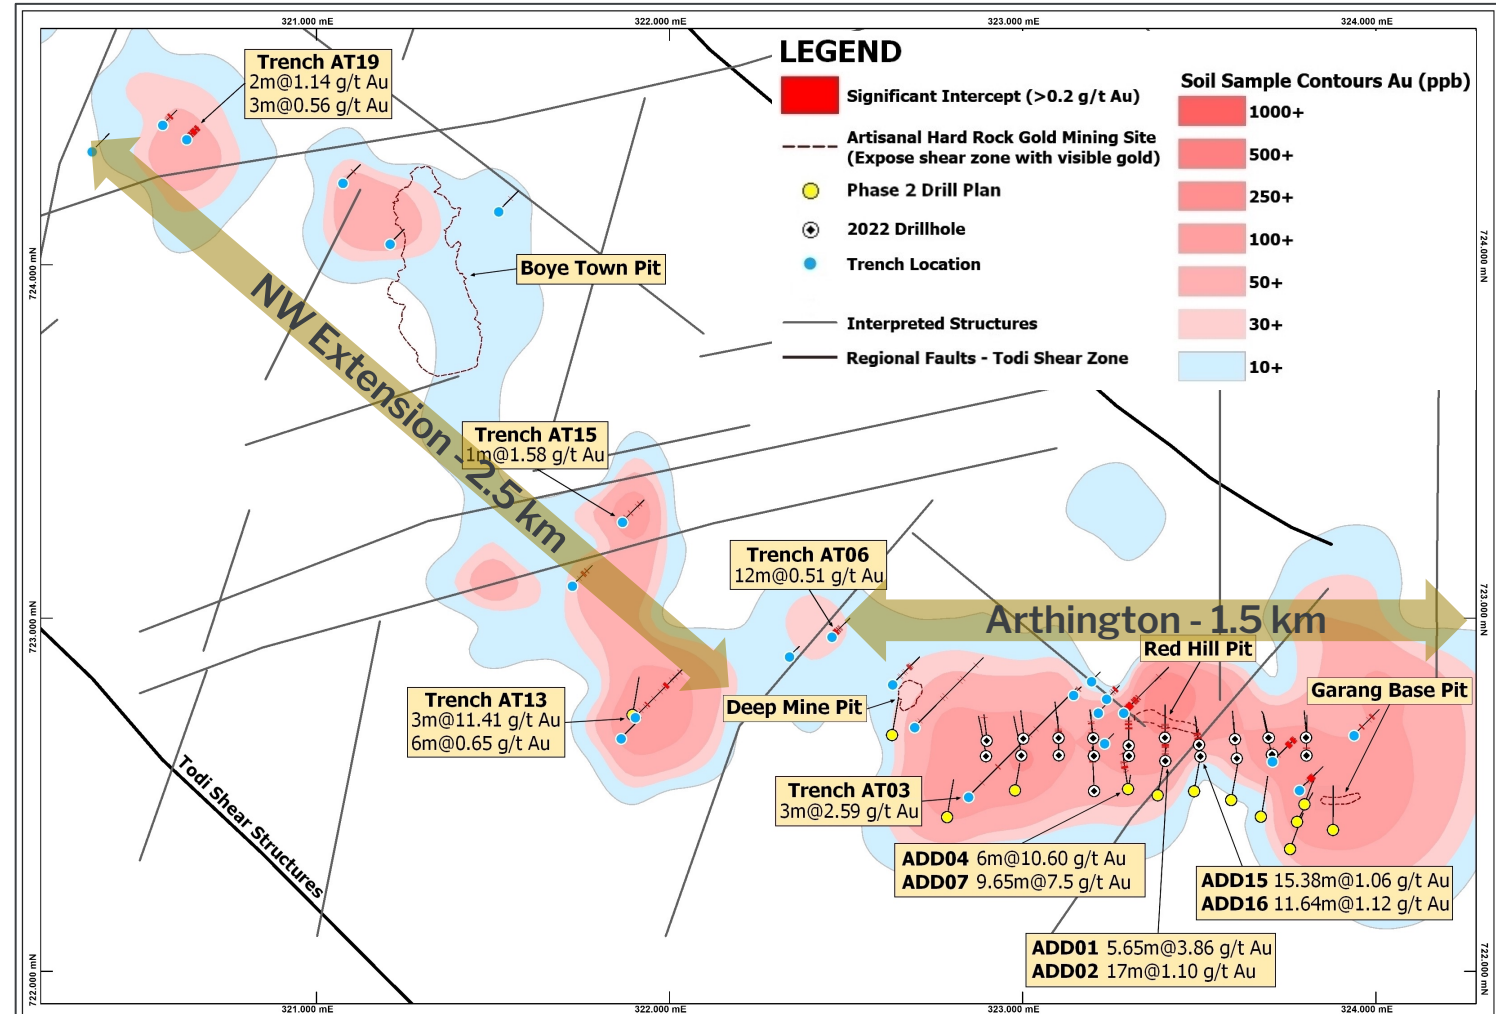 321.000 mE
322.000 mE
323.000 mE
324.000 mE
LEGEND
Significant Intercept (>0.2 g/t Au)
Artisanal Hard Rock Gold Mining Site
(Expose shear zone with visible gold)
Phase 2 Drill Plan
2022 Drillhole
Trench Location
Interpreted Structures
Regional Faults - Todi Shear Zone
Soil Sample Contours Au (ppb)
1000+
500+
250+
100+
50+
30+
10+
Trench AT19
2m@1.14 g/t Au
3m@0.56 g/t Au
724.000 mN
724.000 mN
Boye Town Pit
NW Extension - 2.5 km
Trench AT15
1m@1.58 g/t Au
Trench AT06
12m@0.51 g/t Au
723.000 mN
723.000 mN
Arthington - 1.5 km
Red Hill Pit
Garang Base Pit
Deep Mine Pit
Trench AT13
3m@11.41 g/t Au
6m@0.65 g/t Au
Trench AT03
3m@2.59 g/t Au
Todi Shear Structures
ADD04 6m@10.60 g/t Au
ADD07 9.65m@7.5 g/t Au
ADD15 15.38m@1.06 g/t Au
ADD16 11.64m@1.12 g/t Au
ADD01 5.65m@3.86 g/t Au
ADD02 17m@1.10 g/t Au
722.000 mN
722.000 mN
321.000 mE
322.000 mE
323.000 mE
324.000 mE